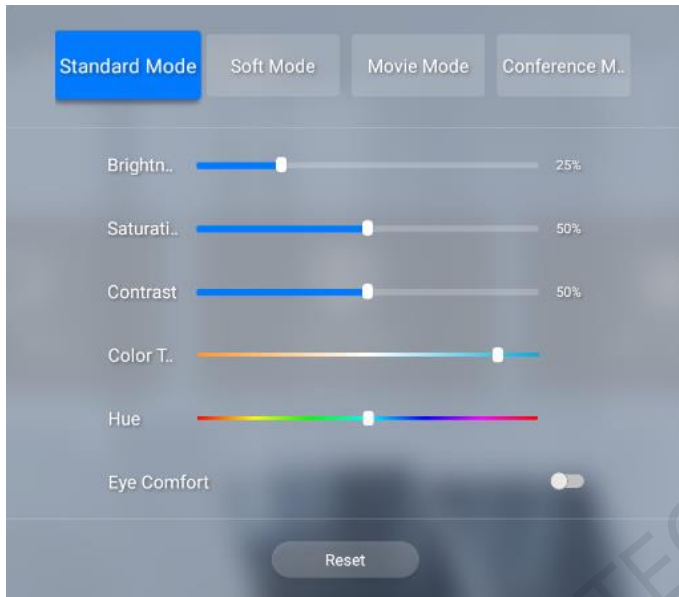 Standard Mode Soft Mode Movie Mode Conference M..
Brightn.. 25%
Saturati.. 50%
Contrast 50%
Color T..
Hue
Eye Comfort
Reset